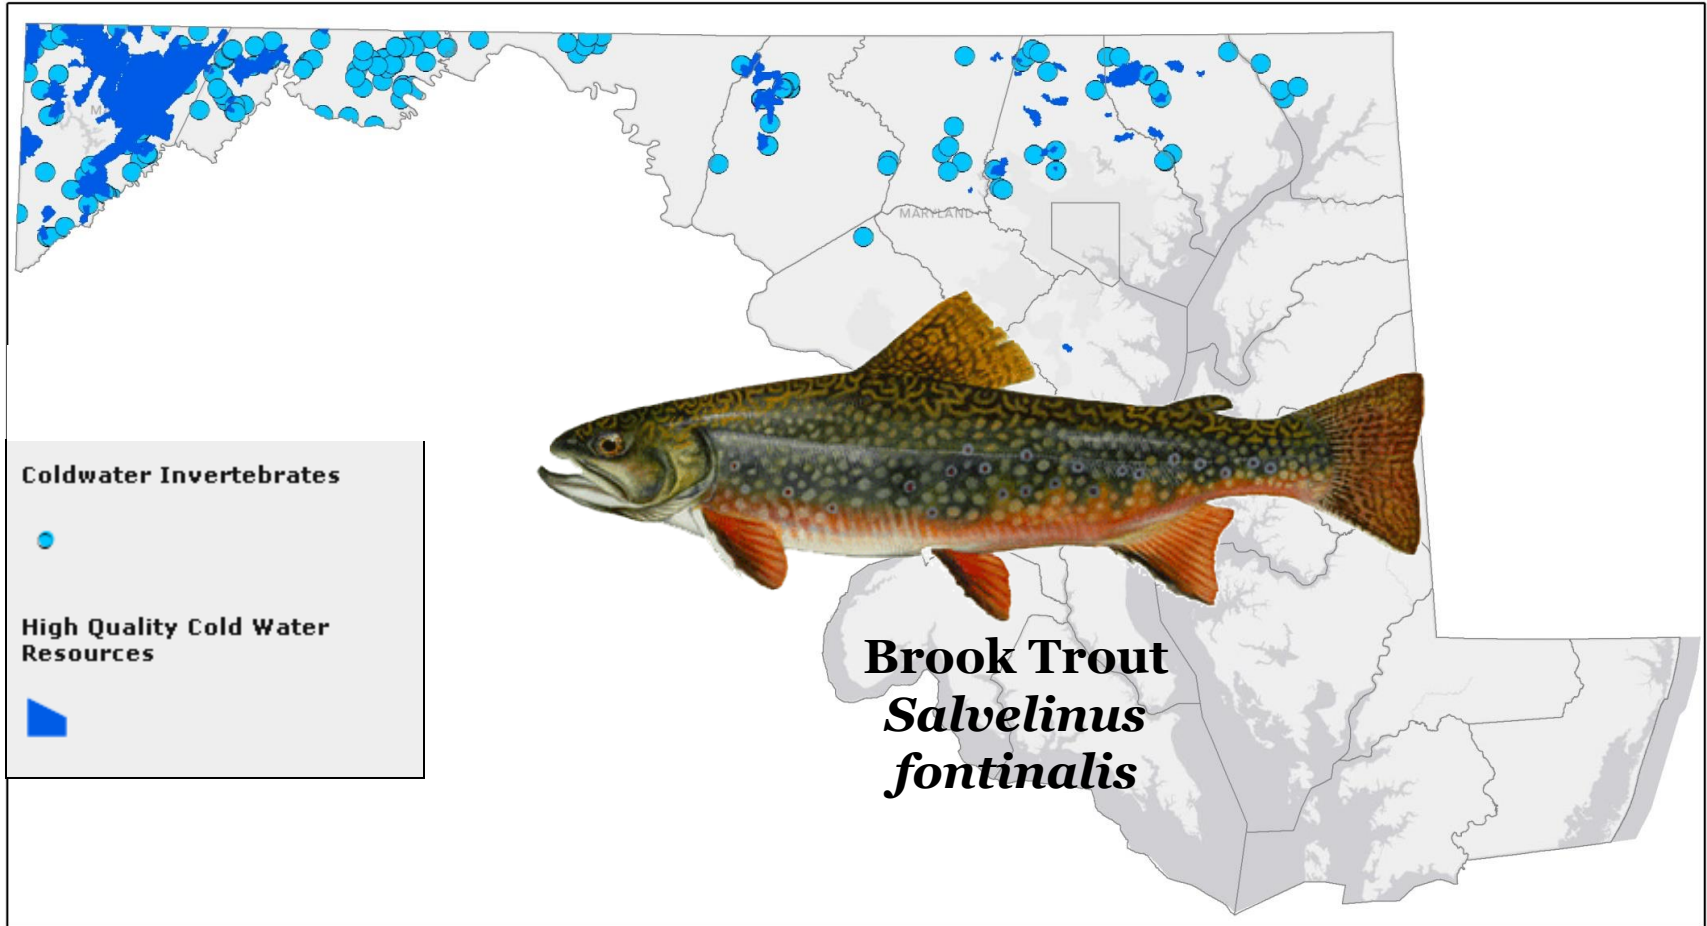 MARYLAND
Coldwater Invertebrates
High Quality Cold Water
Resources
Brook Trout
Salvelinus
fontinalis